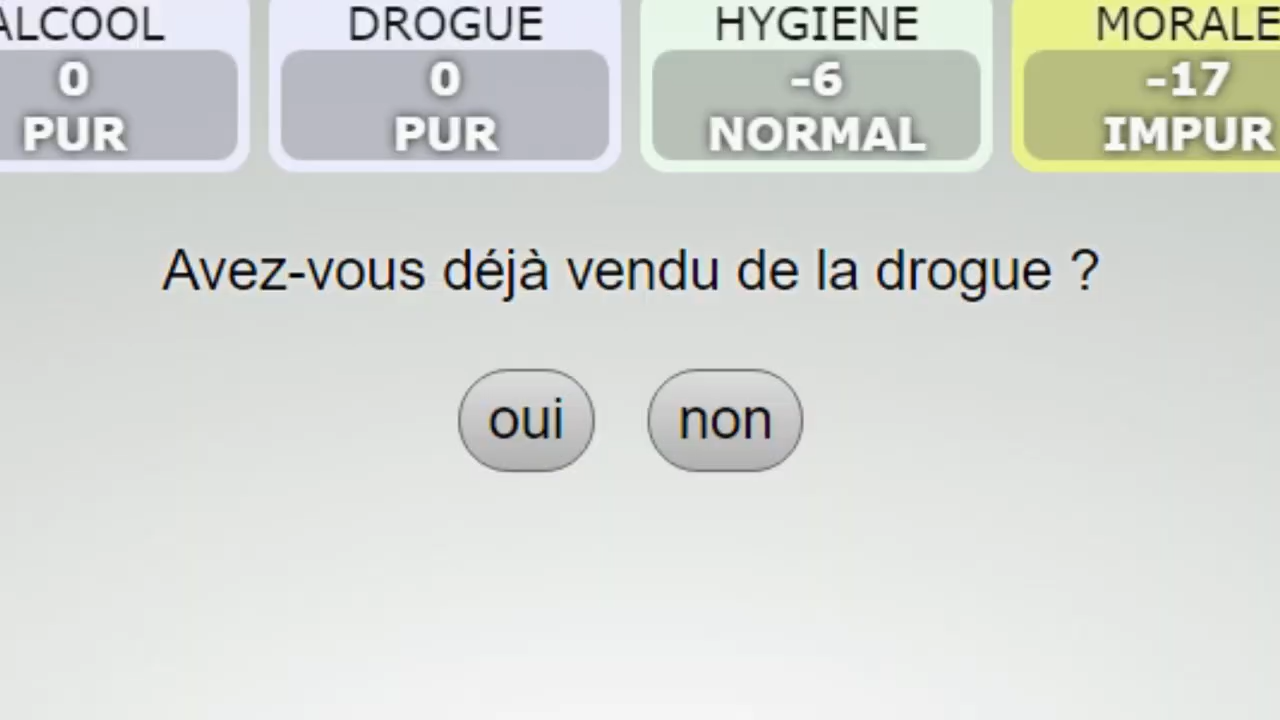 ALCOOL DROGUE HYGIENE MORALE
0 0 -6 -17
PUR PUR NORMAL IMPUR
Avez-vous déjà vendu de la drogue ?
oui non